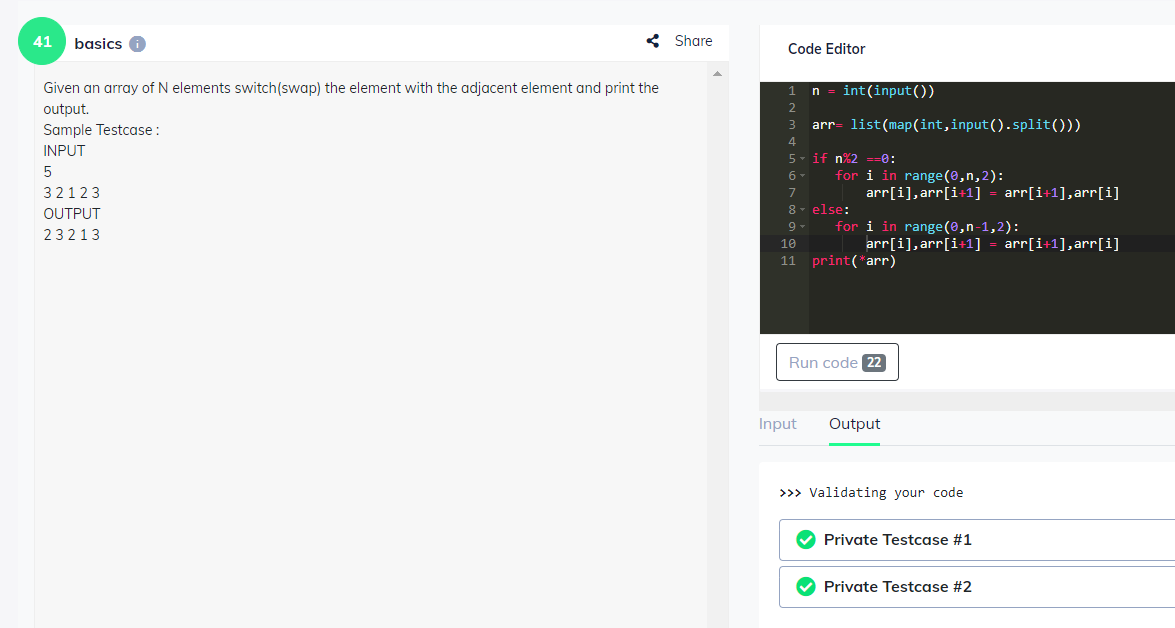 41 basics i
Share
Given an array of N elements switch(swap) the element with the adjacent element and print the
output.
Sample Testcase :
INPUT
5
3 2 1 2 3
OUTPUT
2 3 2 1 3
Code Editor
1 n = int(input())
2
3 arr= list(map(int,input().split()))
4
5 if n%2 ==0:
6 for i in range(0,n,2):
7 arr[i],arr[i+1] = arr[i+1],arr[i]
8 else:
9 for i in range(0,n-1,2):
10 arr[i],arr[i+1] = arr[i+1],arr[i]
11 print(*arr)
Run code 22
Input Output
>>> Validating your code
Private Testcase #1
Private Testcase #2